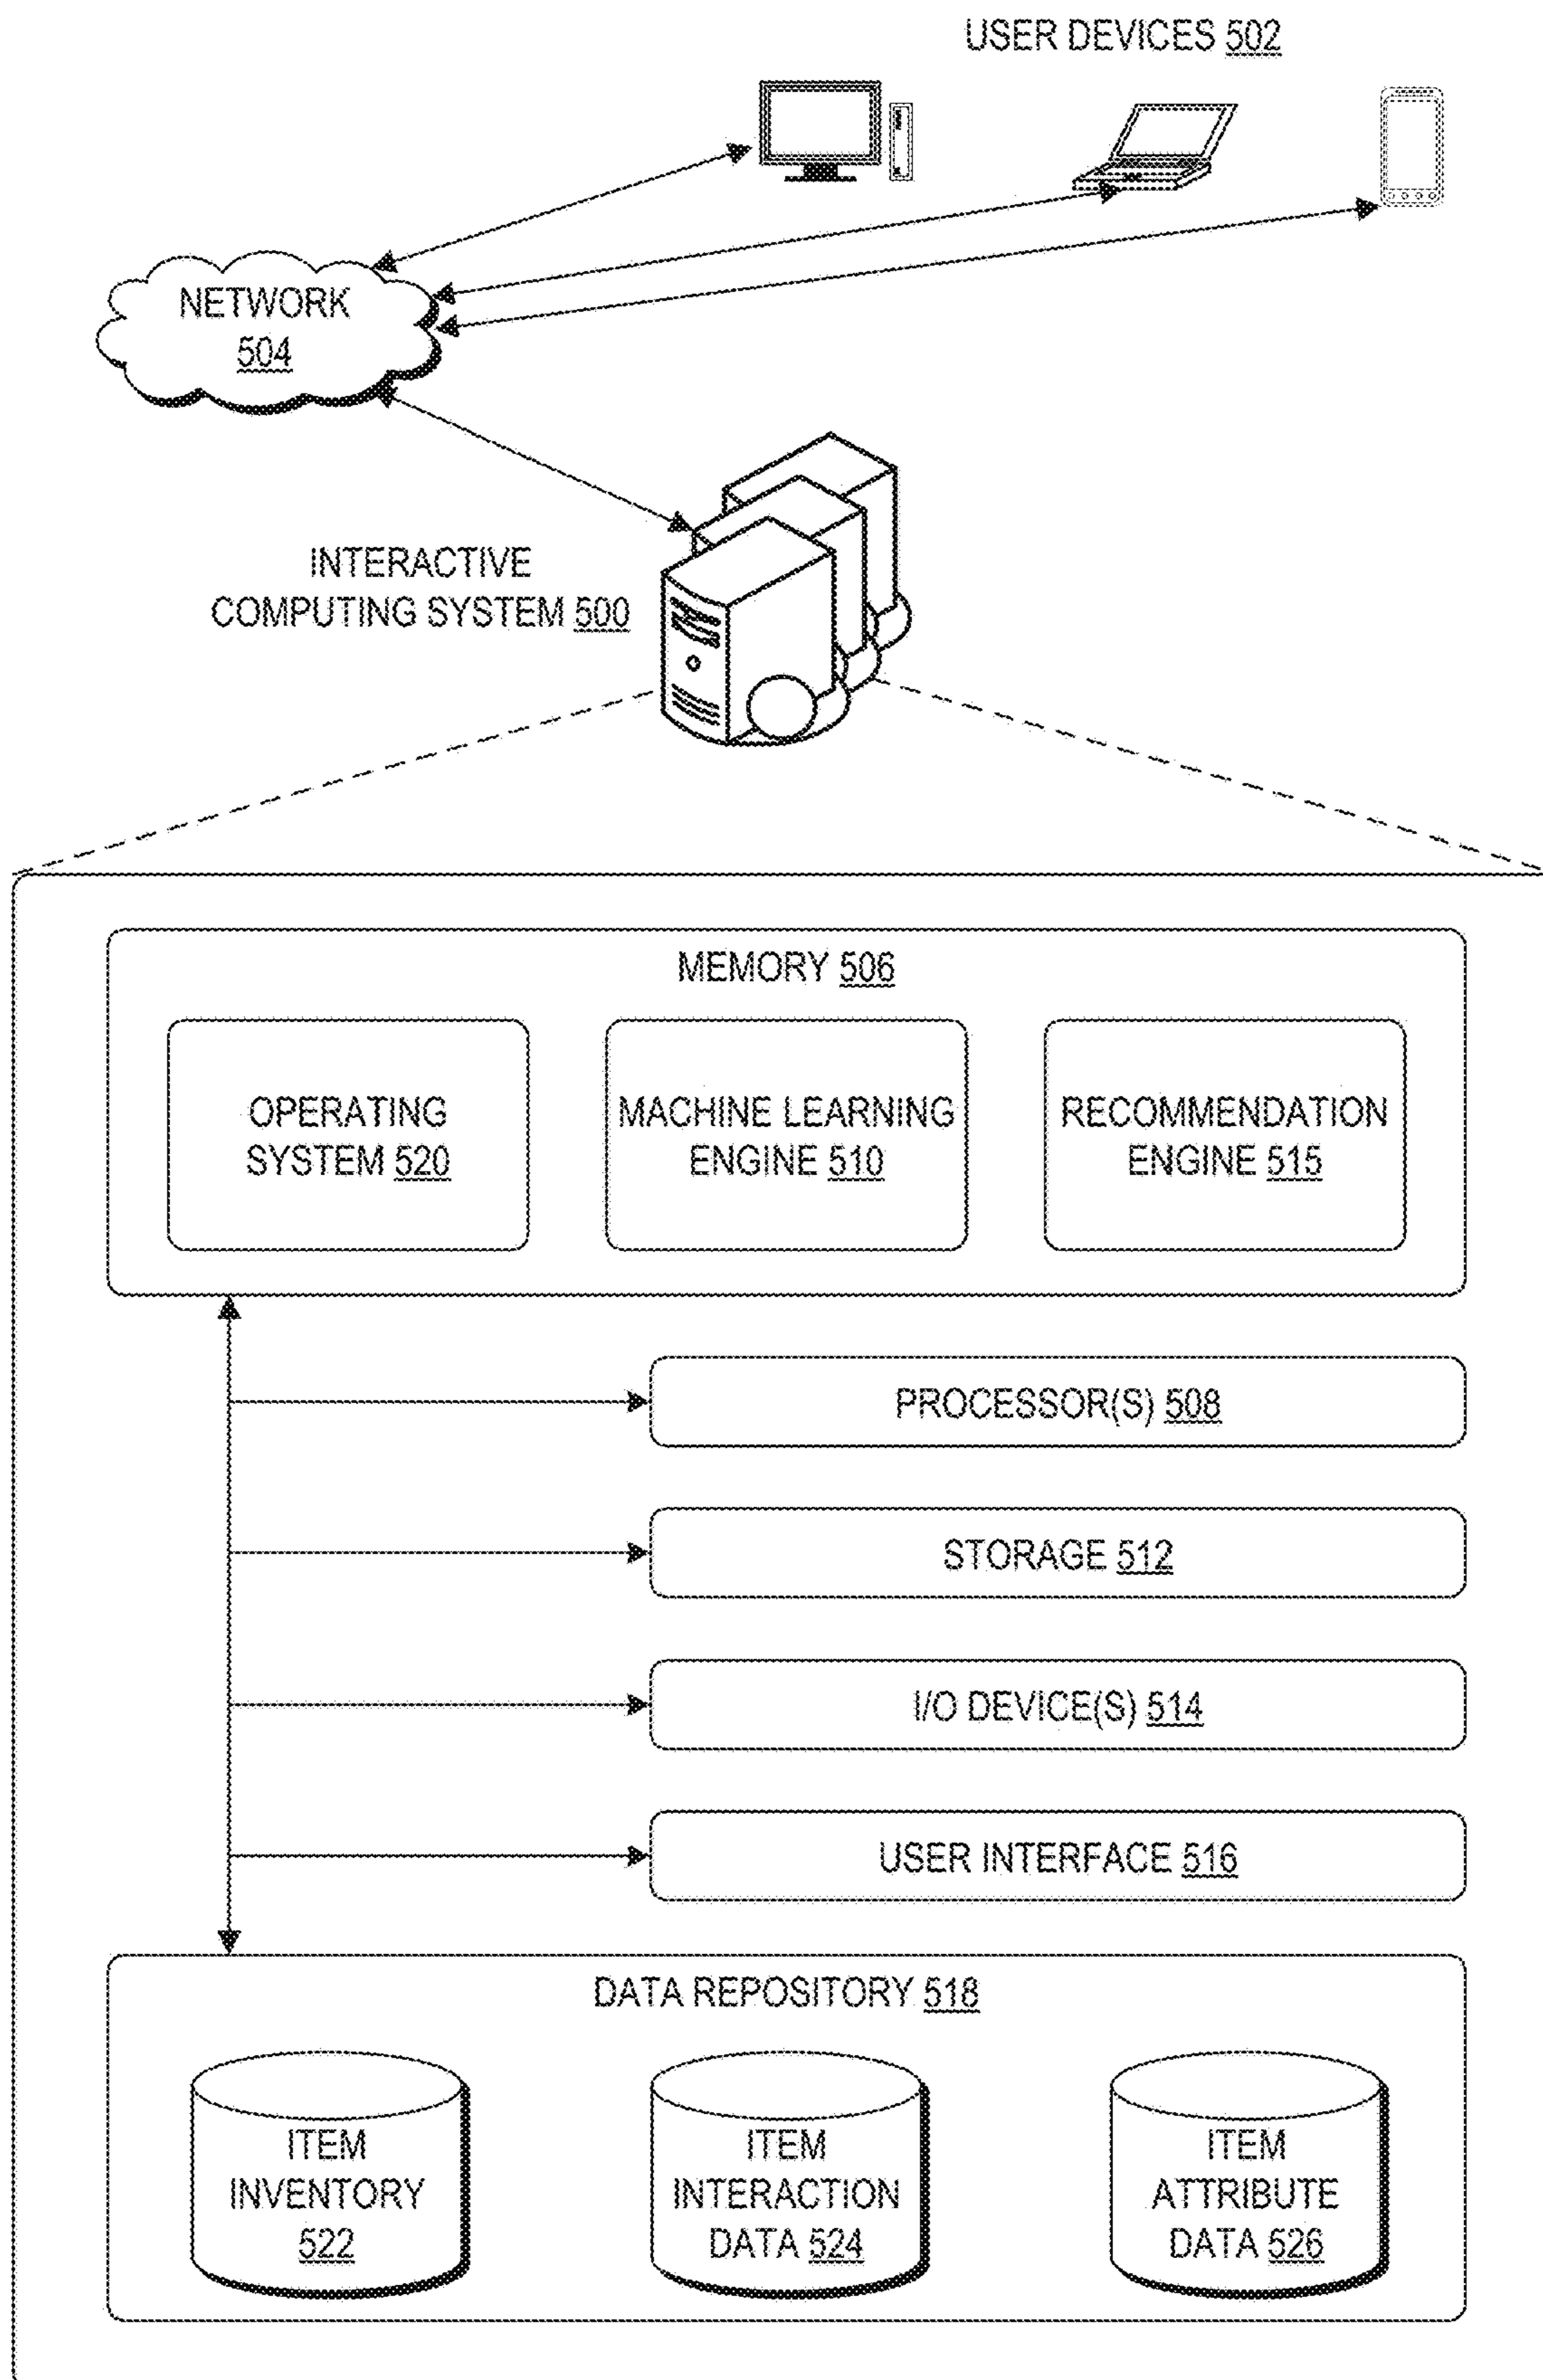 USER DEVICES 502
NETWORK
504
INTERACTIVE
COMPUTING SYSTEM 500
MEMORY 506
OPERATING
SYSTEM 520
MACHINE LEARNING
ENGINE 510
RECOMMENDATION
ENGINE 515
PROCESSOR(S) 508
STORAGE 512
I/O DEVICE(S) 514
USER INTERFACE 516
DATA REPOSITORY 518
ITEM
INVENTORY
522
ITEM
INTERACTION
DATA 524
ITEM
ATTRIBUTE
DATA 526